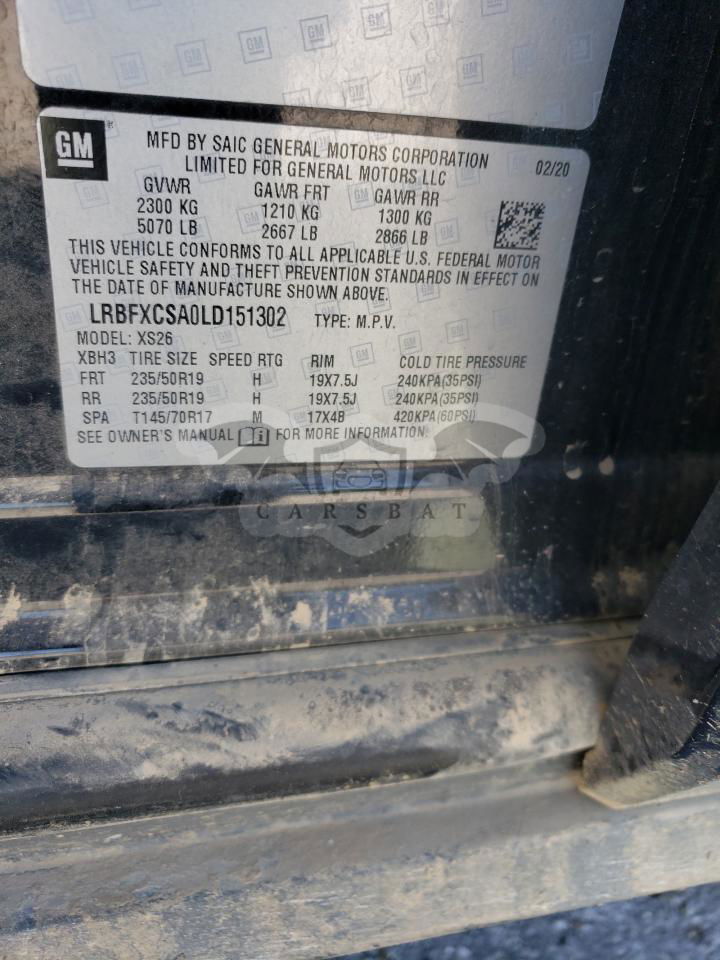 GM
MFD BY SAIC GENERAL MOTORS CORPORATION
LIMITED FOR GENERAL MOTORS LLC
02/20
GVWR GAWR FRT GAWR RR
2300 KG 1210 KG 1300 KG
5070 LB 2667 LB 2866 LB
THIS VEHICLE CONFORMS TO ALL APPLICABLE U.S. FEDERAL MOTOR
VEHICLE SAFETY AND THEFT PREVENTION STANDARDS IN EFFECT ON
THE DATE OF MANUFACTURE SHOWN ABOVE.
LRBFXCSA0LD151302 TYPE: M.P.V.
MODEL: XS26
XBH3 TIRE SIZE SPEED RTG RIM COLD TIRE PRESSURE
FRT 235/50R19 H 19X7.5J 240KPA(35PSI)
RR 235/50R19 H 19X7.5J 240KPA(35PSI)
SPA T145/70R17 M 17X4B 420KPA(60PSI)
SEE OWNER'S MANUAL FOR MORE INFORMATION.
CARSBAT